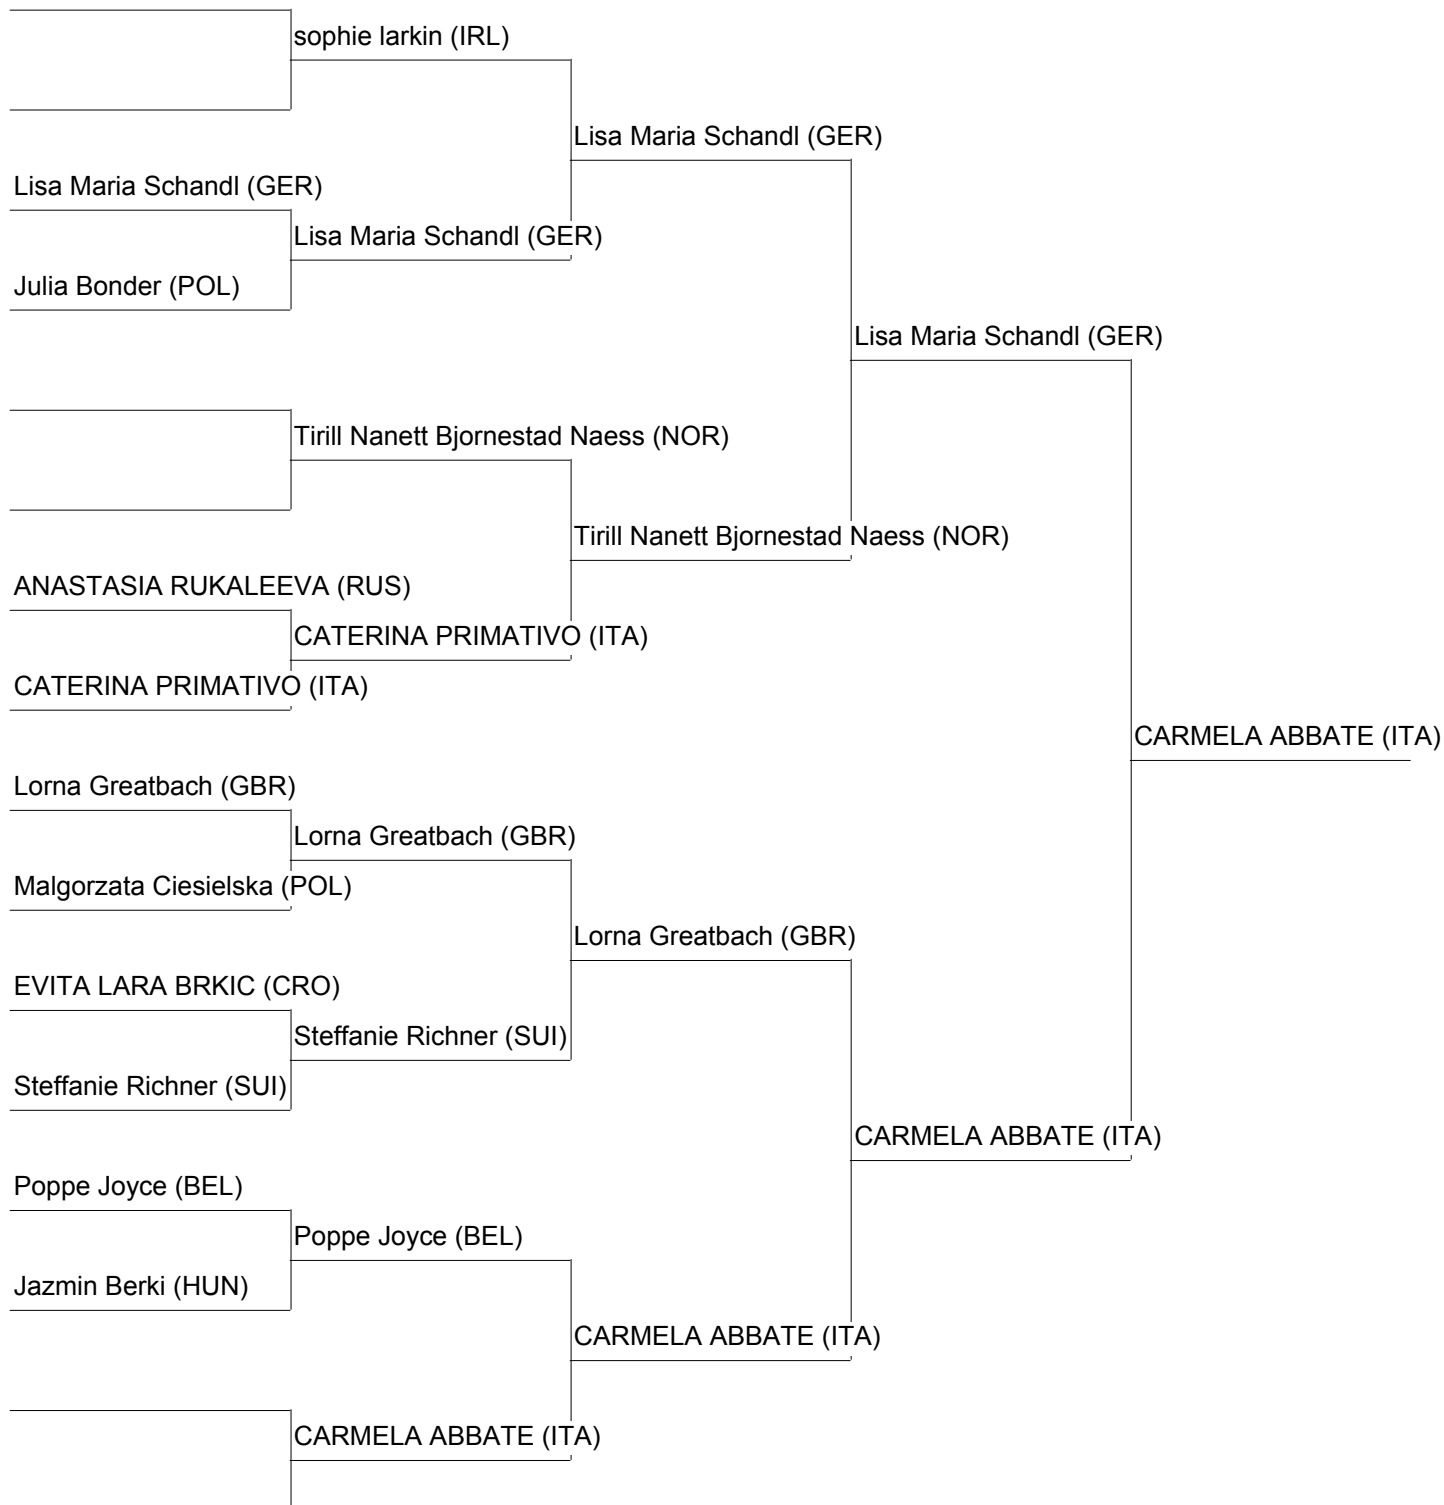 sophie larkin (IRL)
Lisa Maria Schandl (GER)
Lisa Maria Schandl (GER)
Lisa Maria Schandl (GER)
Julia Bonder (POL)
Lisa Maria Schandl (GER)
Tirill Nanett Bjornestad Naess (NOR)
Tirill Nanett Bjornestad Naess (NOR)
ANASTASIA RUKALEEVA (RUS)
CATERINA PRIMATIVO (ITA)
CATERINA PRIMATIVO (ITA)
CARMELA ABBATE (ITA)
Lorna Greatbach (GBR)
Lorna Greatbach (GBR)
Malgorzata Ciesielska (POL)
Lorna Greatbach (GBR)
EVITA LARA BRKIC (CRO)
Steffanie Richner (SUI)
Steffanie Richner (SUI)
CARMELA ABBATE (ITA)
Poppe Joyce (BEL)
Poppe Joyce (BEL)
Jazmin Berki (HUN)
CARMELA ABBATE (ITA)
CARMELA ABBATE (ITA)